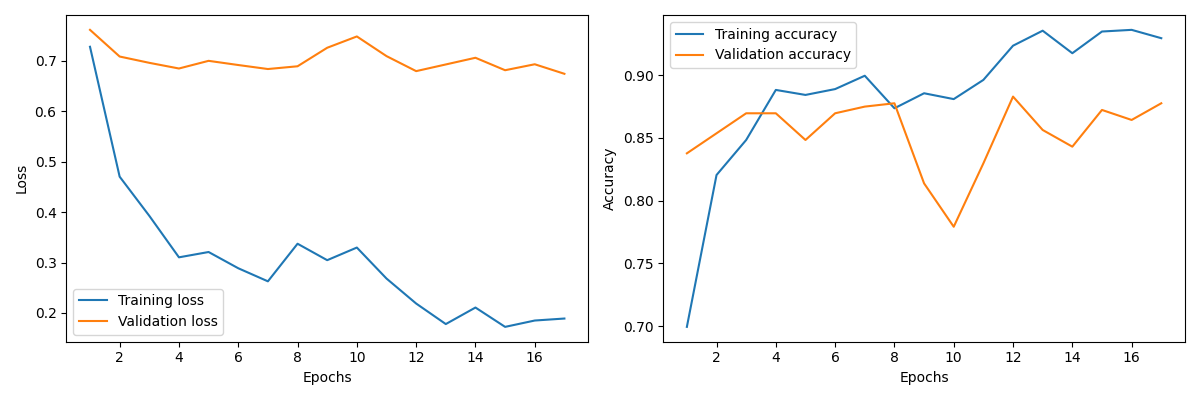 0.7
0.6
0.5
0.4
0.3
0.2
Loss
Training loss
Validation loss
2 4 6 8 10 12 14 16
Epochs
Training accuracy
Validation accuracy
0.90
0.85
0.80
0.75
0.70
Accuracy
2 4 6 8 10 12 14 16
Epochs